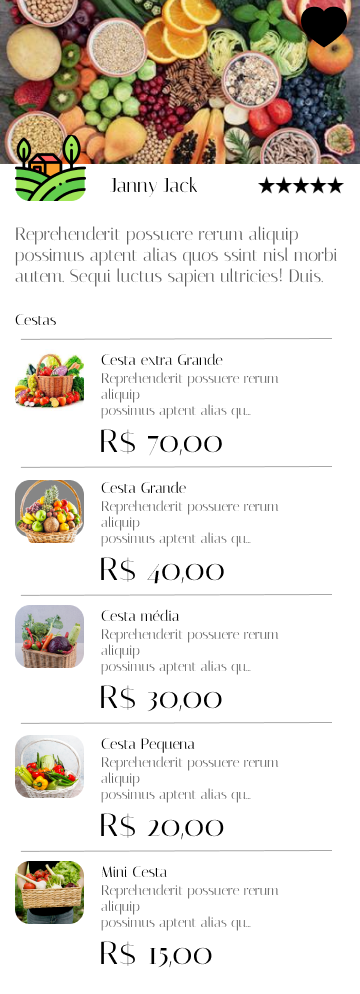 Janny Jack
Reprehenderit possuere rerum aliquip
possimus aptent alias quos ssint nisl morbi
autem. Sequi luctus sapien ultricies! Duis.
Cestas
Cesta extra Grande
Reprehenderit possuere rerum
aliquip
possimus aptent alias qu...
R$ 70,00
Cesta Grande
Reprehenderit possuere rerum
aliquip
possimus aptent alias qu...
R$ 40,00
Cesta média
Reprehenderit possuere rerum
aliquip
possimus aptent alias qu...
R$ 30,00
Cesta Pequena
Reprehenderit possuere rerum
aliquip
possimus aptent alias qu...
R$ 20,00
Mini Cesta
Reprehenderit possuere rerum
aliquip
possimus aptent alias qu...
R$ 15,00